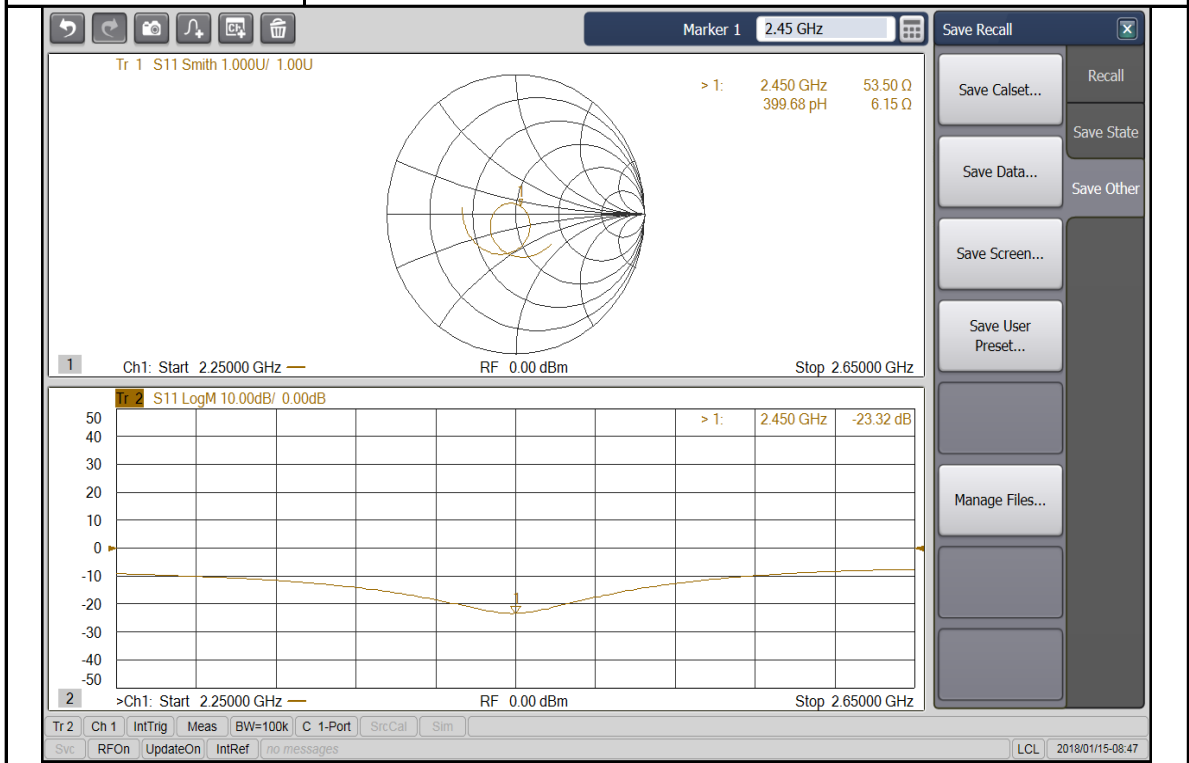 Marker 1 2.45 GHz
Save Recall
Tr 1 S11 Smith 1.000U/ 1.00U
> 1: 2.450 GHz 53.50 Ω
399.68 pH 6.15 Ω
1
1 Ch1: Start 2.25000 GHz RF 0.00 dBm Stop 2.65000 GHz
Tr 2 S11 LogM 10.00dB/ 0.00dB
> 1: 2.450 GHz -23.32 dB
50
40
30
20
10
0
-10
-20
-30
-40
-50
1
2 >Ch1: Start 2.25000 GHz RF 0.00 dBm Stop 2.65000 GHz
Save Calset...
Save Data...
Save Screen...
Save User
Preset...
Manage Files...
Recall
Save State
Save Other
Tr 2 Ch 1 IntTrig Meas BW=100k C 1-Port SrcCal Sim
Svc RFOn UpdateOn IntRef no messages LCL 2018/01/15-08:47